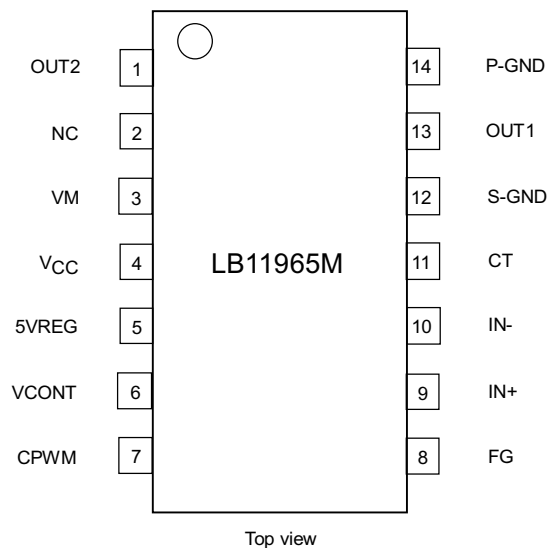 OUT2 1 14 P-GND
NC 2 13 OUT1
VM 3 12 S-GND
VCC 4 LB11965M 11 CT
5VREG 5 10 IN-
VCONT 6 9 IN+
CPWM 7 8 FG
Top view